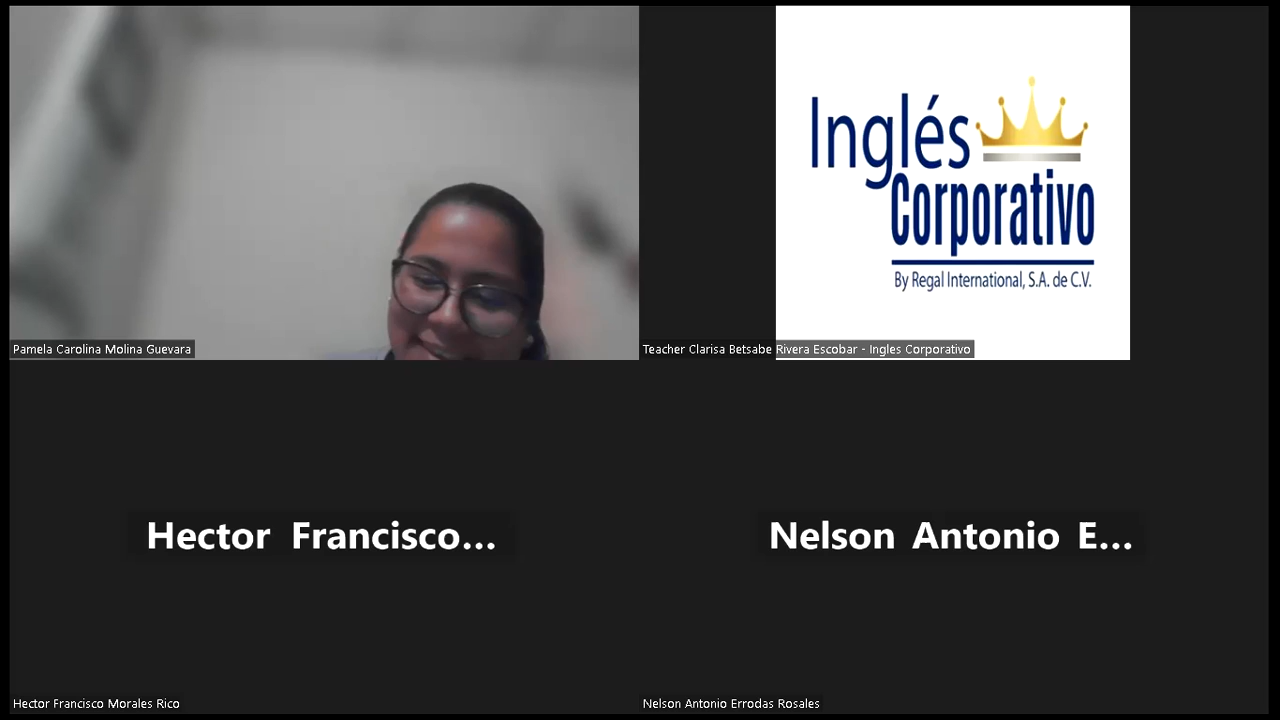 Inglés
Corporativo
By Regal International, S.A. de C.V.
Pamela Carolina Molina Guevara
Teacher Clarisa Betsabe Rivera Escobar - Ingles Corporativo
Hector Francisco...
Nelson Antonio E...
Hector Francisco Morales Rico
Nelson Antonio Errodas Rosales